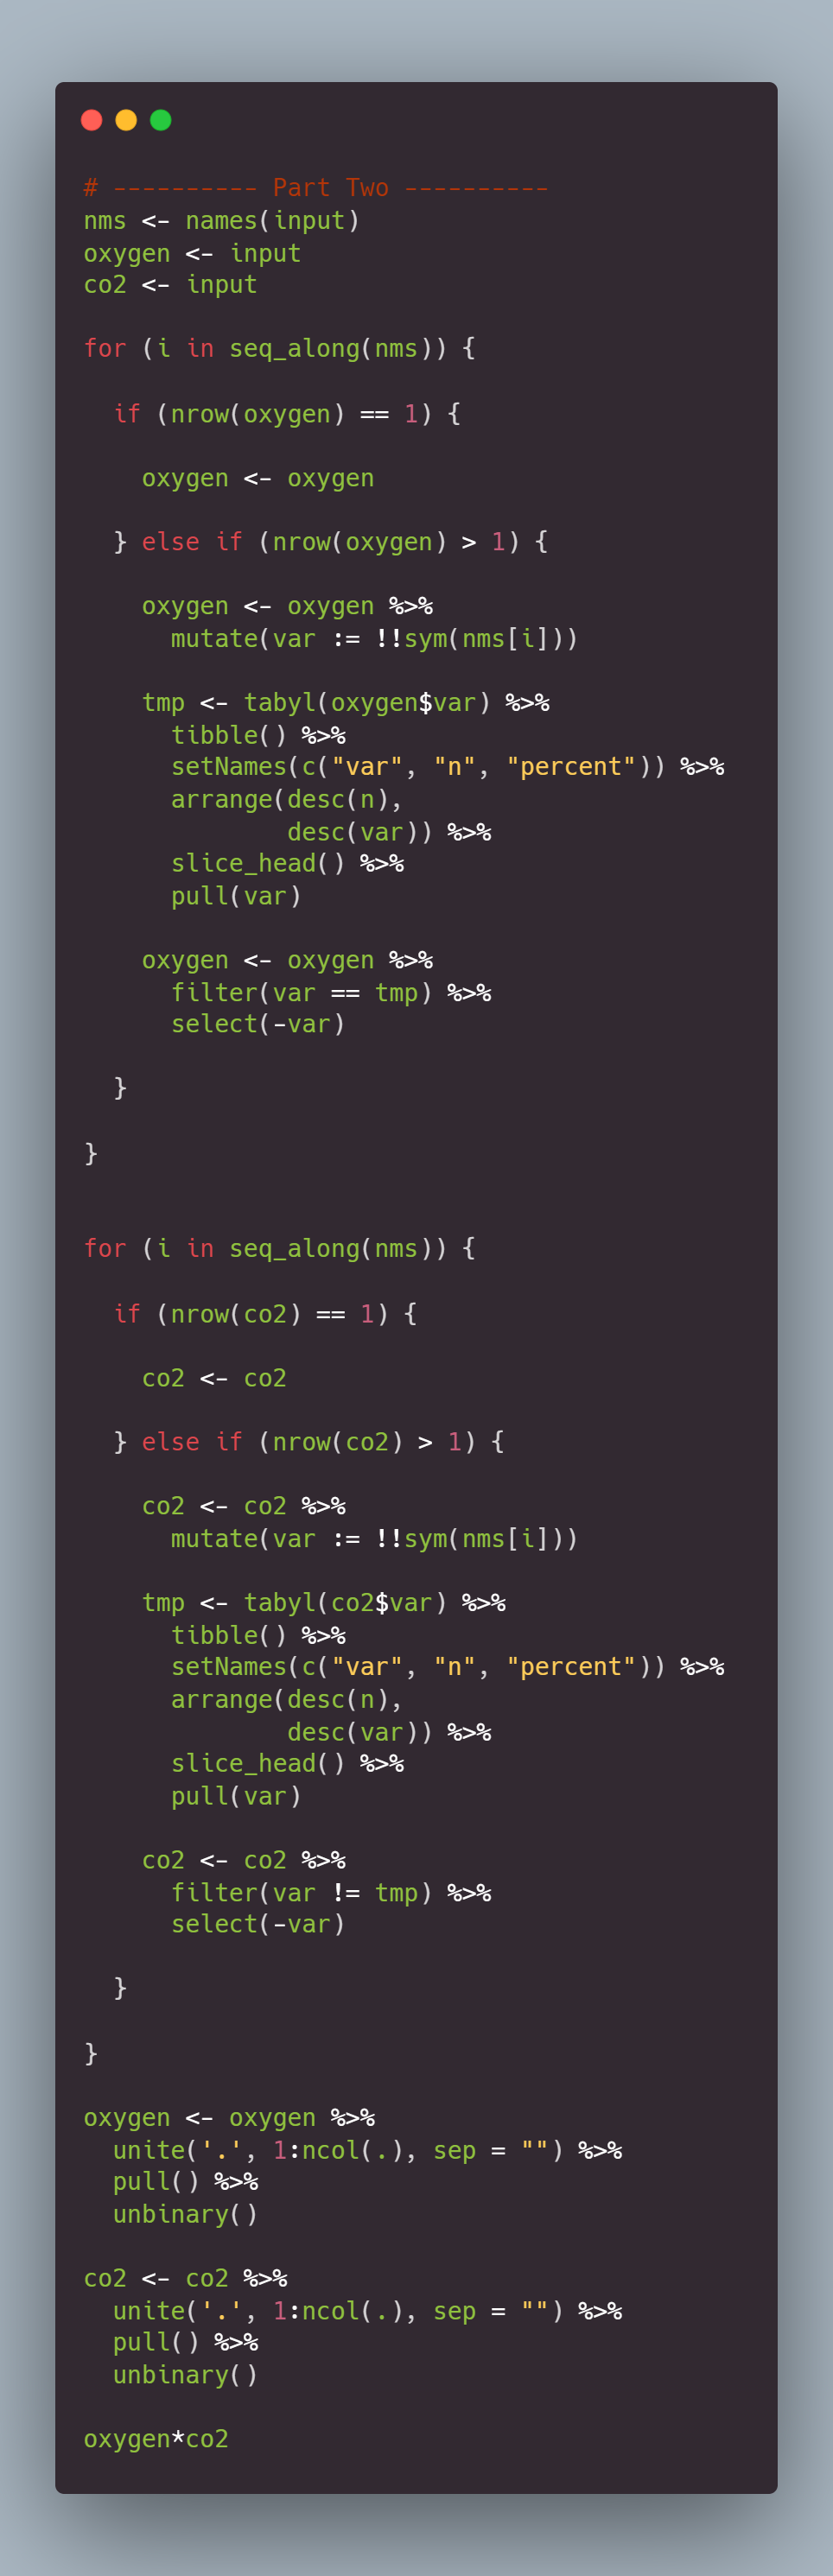 # ---------- Part Two ----------
nms <- names(input)
oxygen <- input
co2 <- input

for (i in seq_along(nms)) {

  if (nrow(oxygen) == 1) {

    oxygen <- oxygen

  } else if (nrow(oxygen) > 1) {

    oxygen <- oxygen %>%
      mutate(var := !!sym(nms[i]))

    tmp <- tabyl(oxygen$var) %>%
      tibble() %>%
      setNames(c("var", "n", "percent")) %>%
      arrange(desc(n),
              desc(var)) %>%
      slice_head() %>%
      pull(var)

    oxygen <- oxygen %>%
      filter(var == tmp) %>%
      select(-var)

  }

}


for (i in seq_along(nms)) {

  if (nrow(co2) == 1) {

    co2 <- co2

  } else if (nrow(co2) > 1) {

    co2 <- co2 %>%
      mutate(var := !!sym(nms[i]))

    tmp <- tabyl(co2$var) %>%
      tibble() %>%
      setNames(c("var", "n", "percent")) %>%
      arrange(desc(n),
              desc(var)) %>%
      slice_head() %>%
      pull(var)

    co2 <- co2 %>%
      filter(var != tmp) %>%
      select(-var)

  }

}

oxygen <- oxygen %>%
  unite('.', 1:ncol(.), sep = "") %>%
  pull() %>%
  unbinary()

co2 <- co2 %>%
  unite('.', 1:ncol(.), sep = "") %>%
  pull() %>%
  unbinary()

oxygen*co2